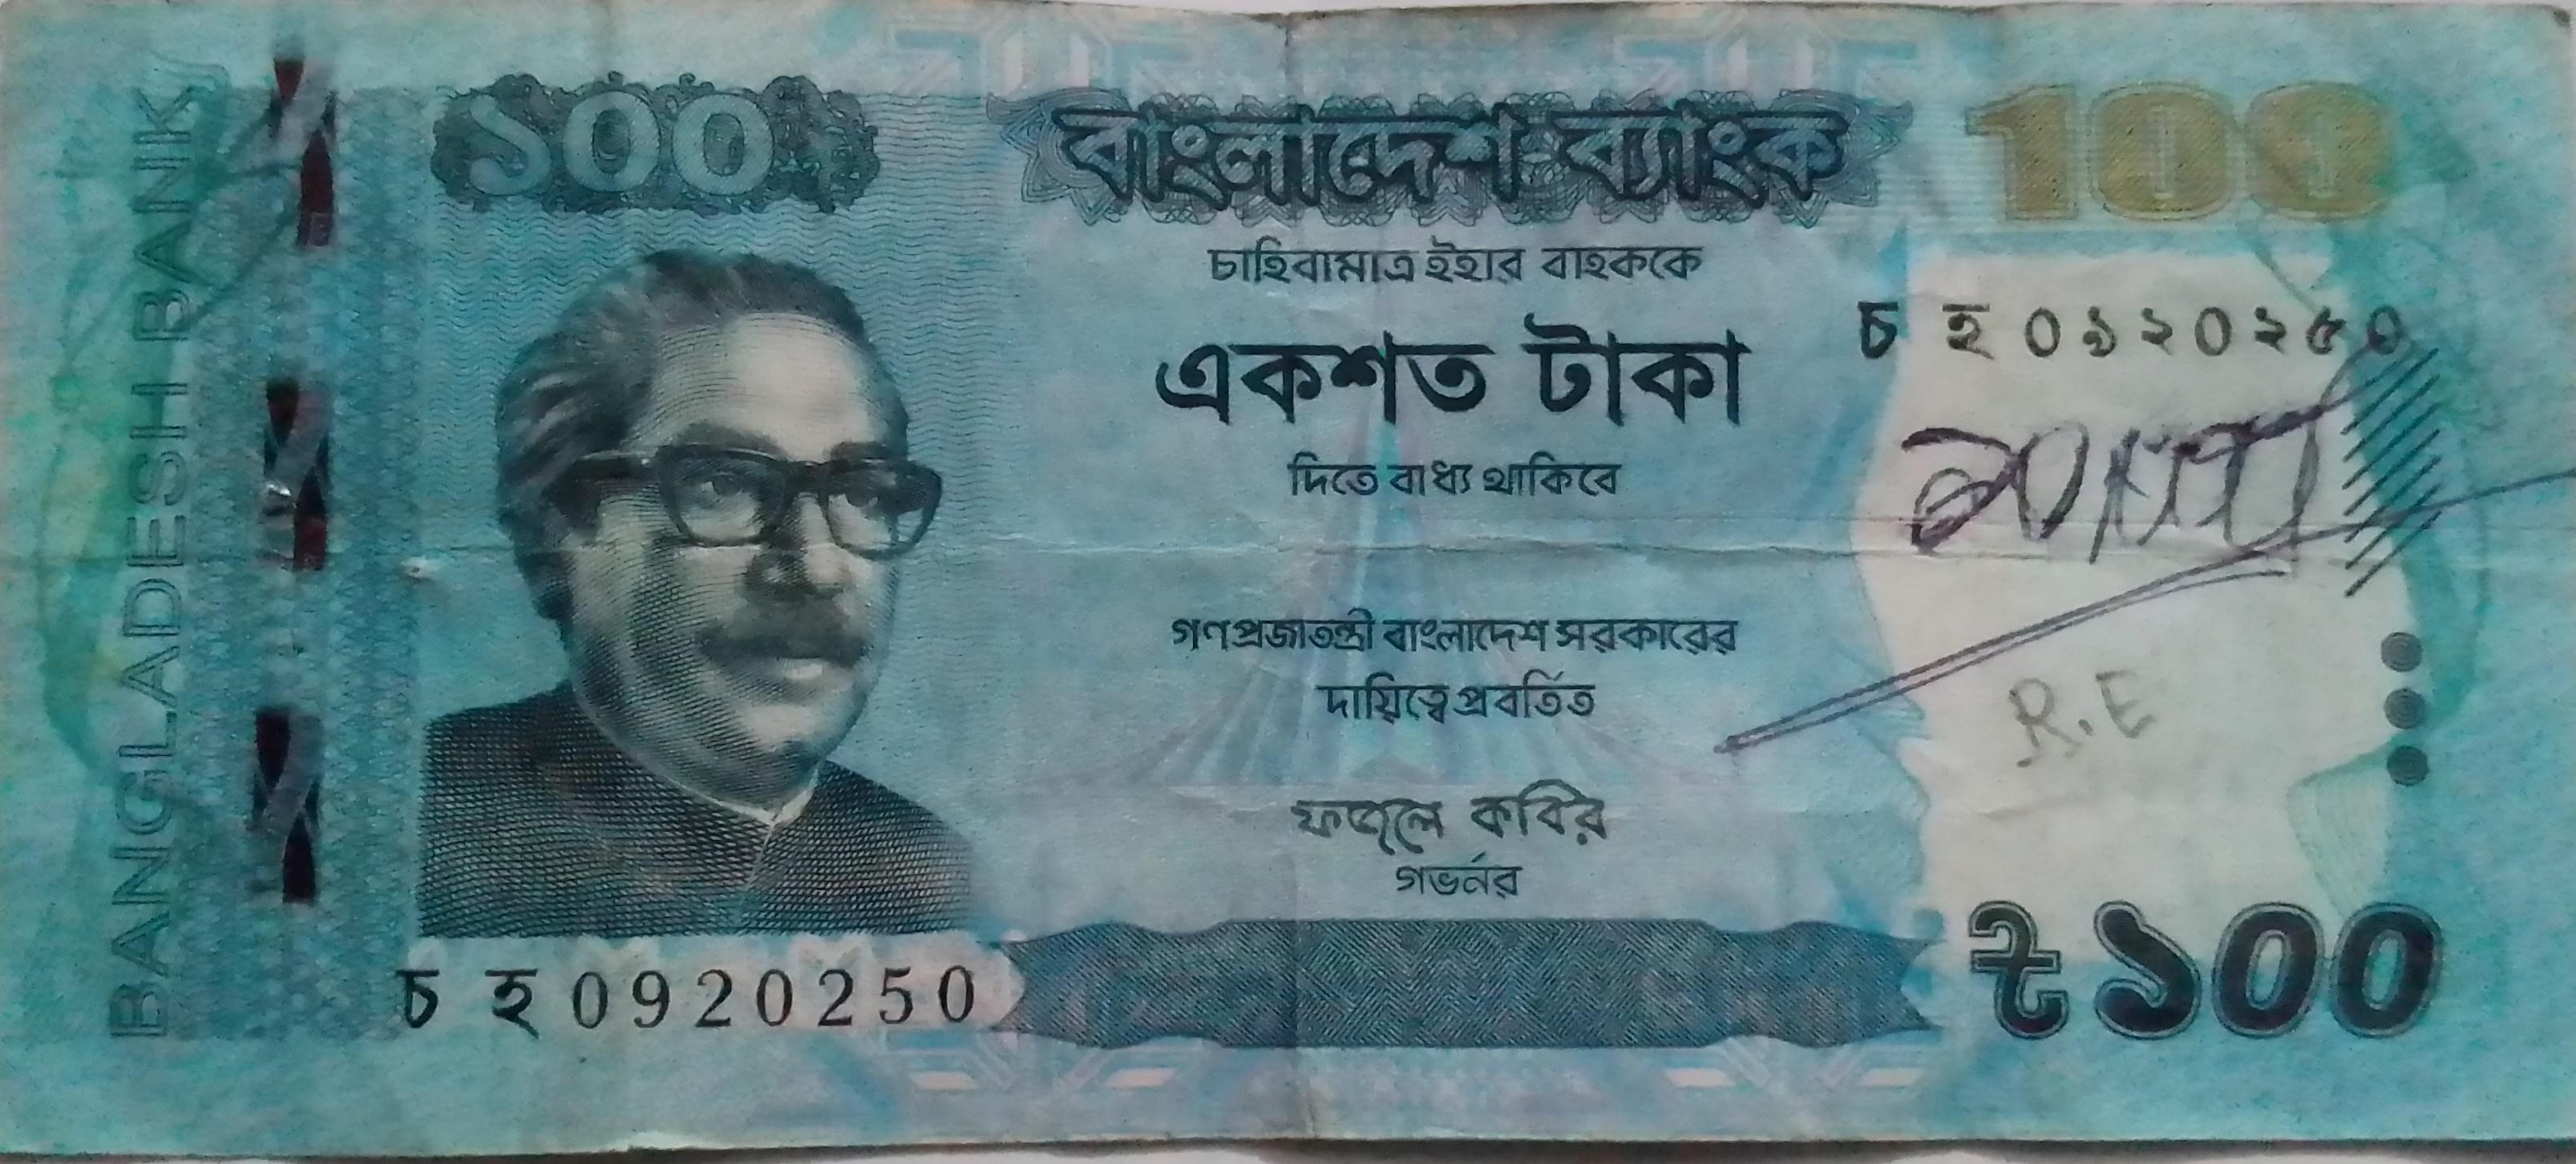 BANGLADESH BANK
১০০
বাংলাদেশ ব্যাংক
100
চাহিবামাত্র ইহার বাহককে
চ হ ০৯২০২৫০
একশত টাকা
দিতে বাধ্য থাকিবে
গণপ্রজাতন্ত্রী বাংলাদেশ সরকারের
দায়িত্বে প্রবর্তিত
R.E
ফজলে কবির
গভর্নর
চ হ 0920250
৳১০০